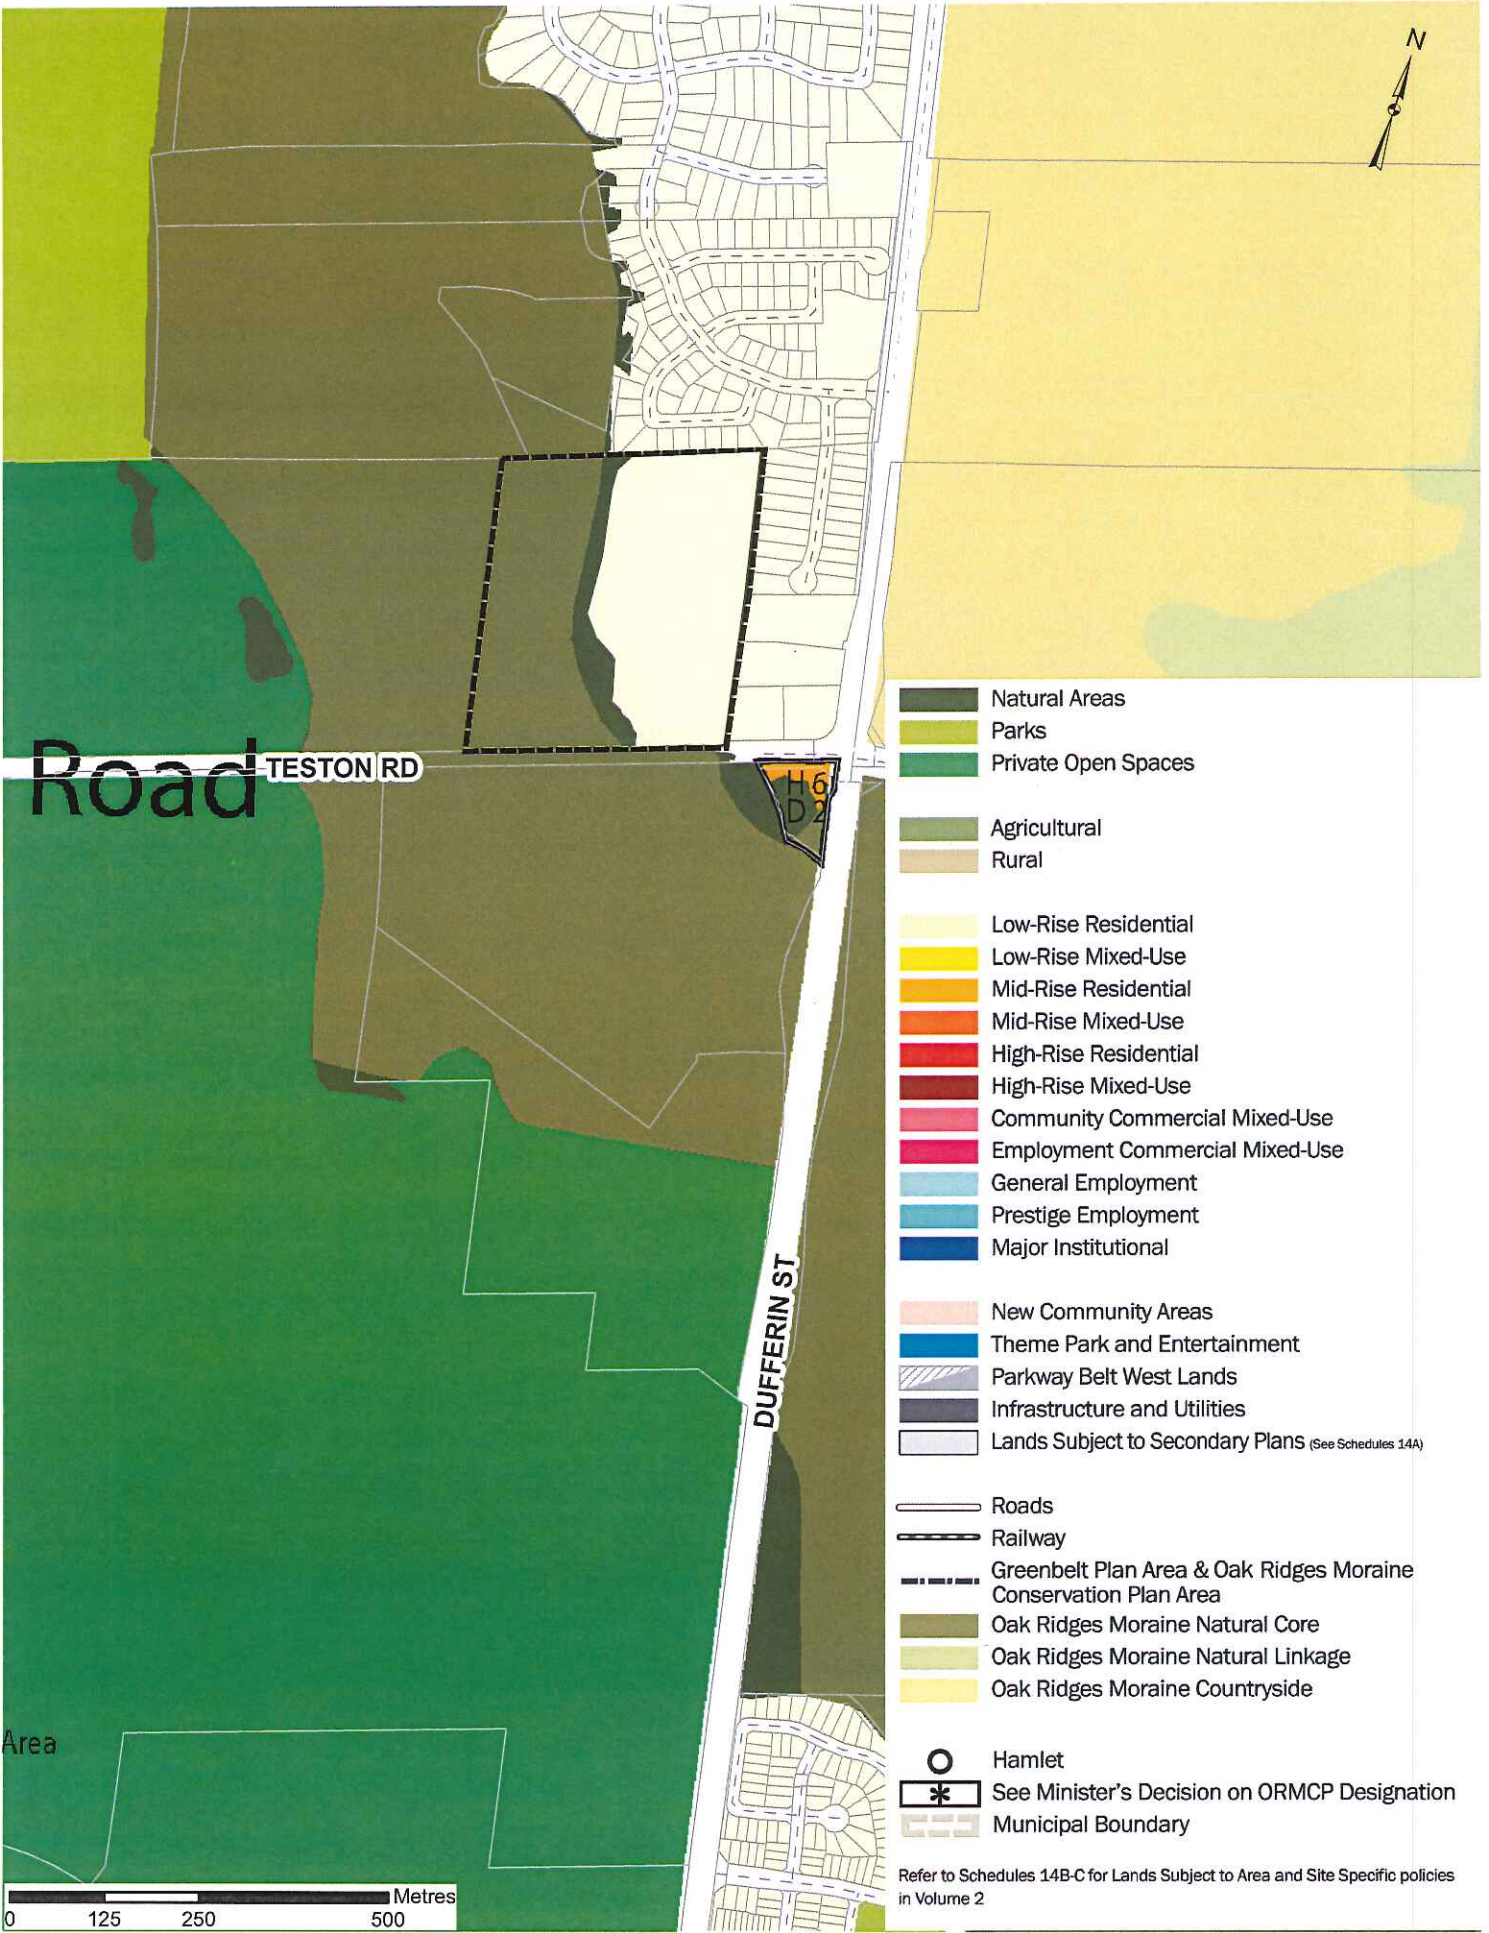 N
Road
TESTON RD
H 6
D 2
Natural Areas
Parks
Private Open Spaces
Agricultural
Rural
Low-Rise Residential
Low-Rise Mixed-Use
Mid-Rise Residential
Mid-Rise Mixed-Use
High-Rise Residential
High-Rise Mixed-Use
Community Commercial Mixed-Use
Employment Commercial Mixed-Use
General Employment
Prestige Employment
Major Institutional
DUFFERIN ST
New Community Areas
Theme Park and Entertainment
Parkway Belt West Lands
Infrastructure and Utilities
Lands Subject to Secondary Plans (See Schedules 14A)
Roads
Railway
Greenbelt Plan Area & Oak Ridges Moraine
Conservation Plan Area
Oak Ridges Moraine Natural Core
Oak Ridges Moraine Natural Linkage
Oak Ridges Moraine Countryside
Area
Hamlet
See Minister's Decision on ORMCP Designation
Municipal Boundary
Refer to Schedules 14B-C for Lands Subject to Area and Site Specific policies
in Volume 2
Metres
0 125 250 500